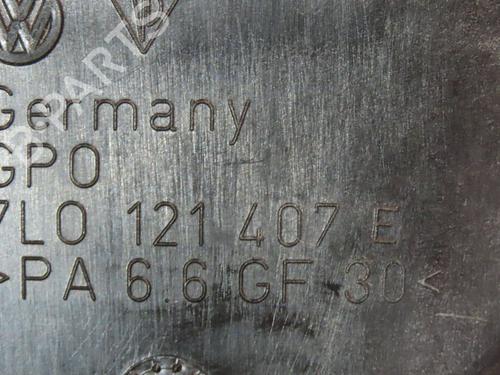 Germany
GPO
7L0 121 407 E
>PA 6.6 GF 30<